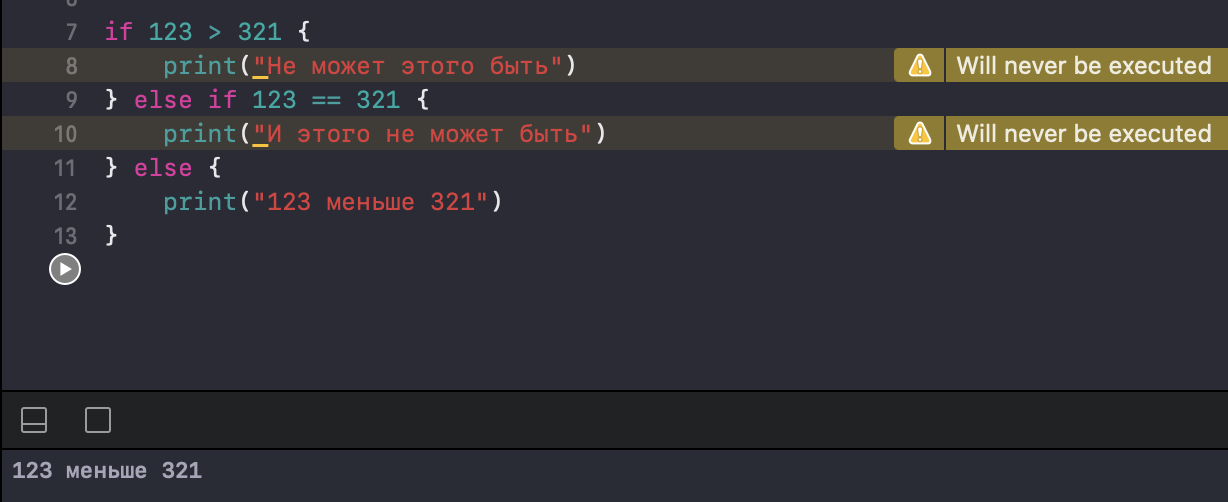 7 if 123 > 321 {
8 print("Не может этого быть") Will never be executed
9 } else if 123 == 321 {
10 print("И этого не может быть") Will never be executed
11 } else {
12 print("123 меньше 321")
13 }
123 меньше 321